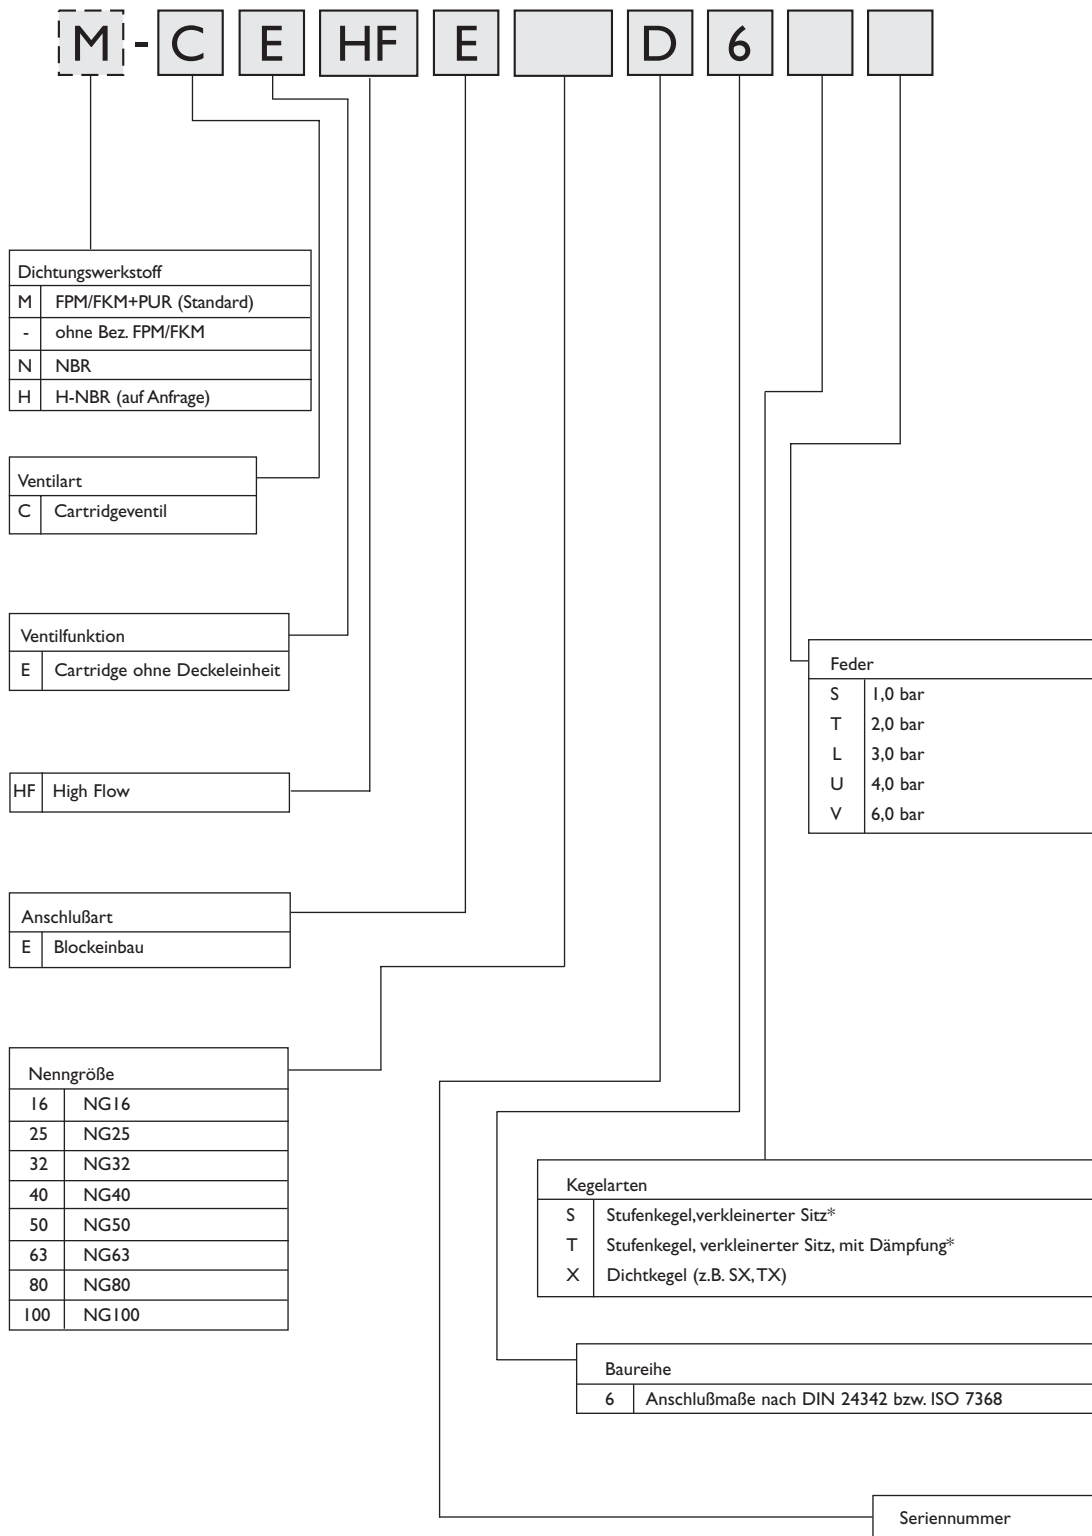 M - C E HF E D 6
Dichtungswerkstoff
M FPM/FKM+PUR (Standard)
- ohne Bez. FPM/FKM
N NBR
H H-NBR (auf Anfrage)
Ventilart
C Cartridgeventil
Ventilfunktion
E Cartridge ohne Deckeleinheit
HF High Flow
Anschlußart
E Blockeinbau
Nenngröße
16 NG16
25 NG25
32 NG32
40 NG40
50 NG50
63 NG63
80 NG80
100 NG100
Feder
S 1,0 bar
T 2,0 bar
L 3,0 bar
U 4,0 bar
V 6,0 bar
Kegelarten
S Stufenkegel,verkleinerter Sitz*
T Stufenkegel, verkleinerter Sitz, mit Dämpfung*
X Dichtkegel (z.B. SX, TX)
Baureihe
6 Anschlußmaße nach DIN 24342 bzw. ISO 7368
Seriennummer